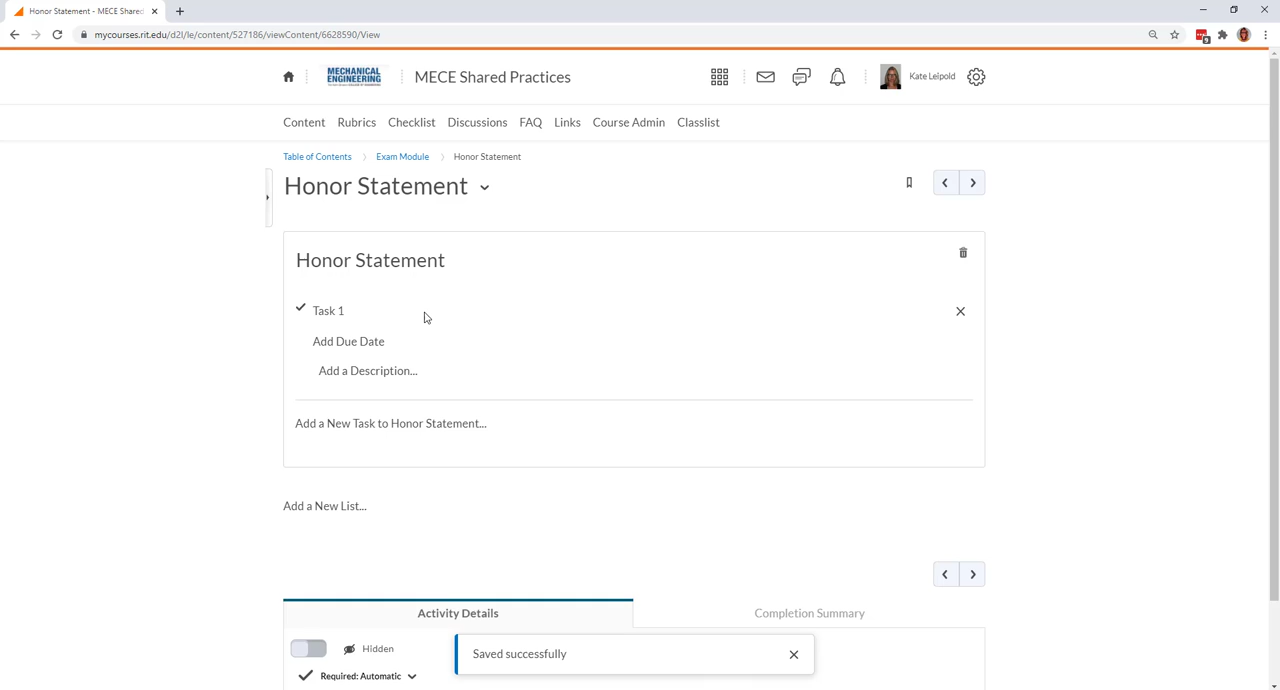 Honor Statement - MECE Shared
mycourses.rit.edu/d2l/le/content/527186/viewContent/6628590/View
9
MECHANICAL
ENGINEERING
MECE Shared Practices
Kate Leipold
Content Rubrics Checklist Discussions FAQ Links Course Admin Classlist
Table of Contents Exam Module Honor Statement
Honor Statement
Honor Statement
Task 1
Add Due Date
Add a Description...
Add a New Task to Honor Statement...
Add a New List...
Activity Details Completion Summary
Hidden
Saved successfully
Required: Automatic